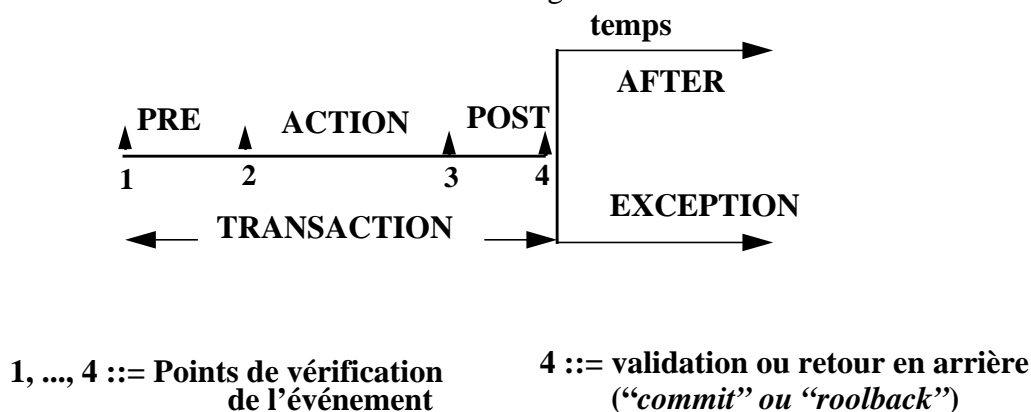 temps
AFTER
PRE ACTION POST
1 2 3 4
EXCEPTION
TRANSACTION
1, ..., 4 ::= Points de vérification
de l'événement
4 ::= validation ou retour en arrière
(“commit” ou “roolback”)